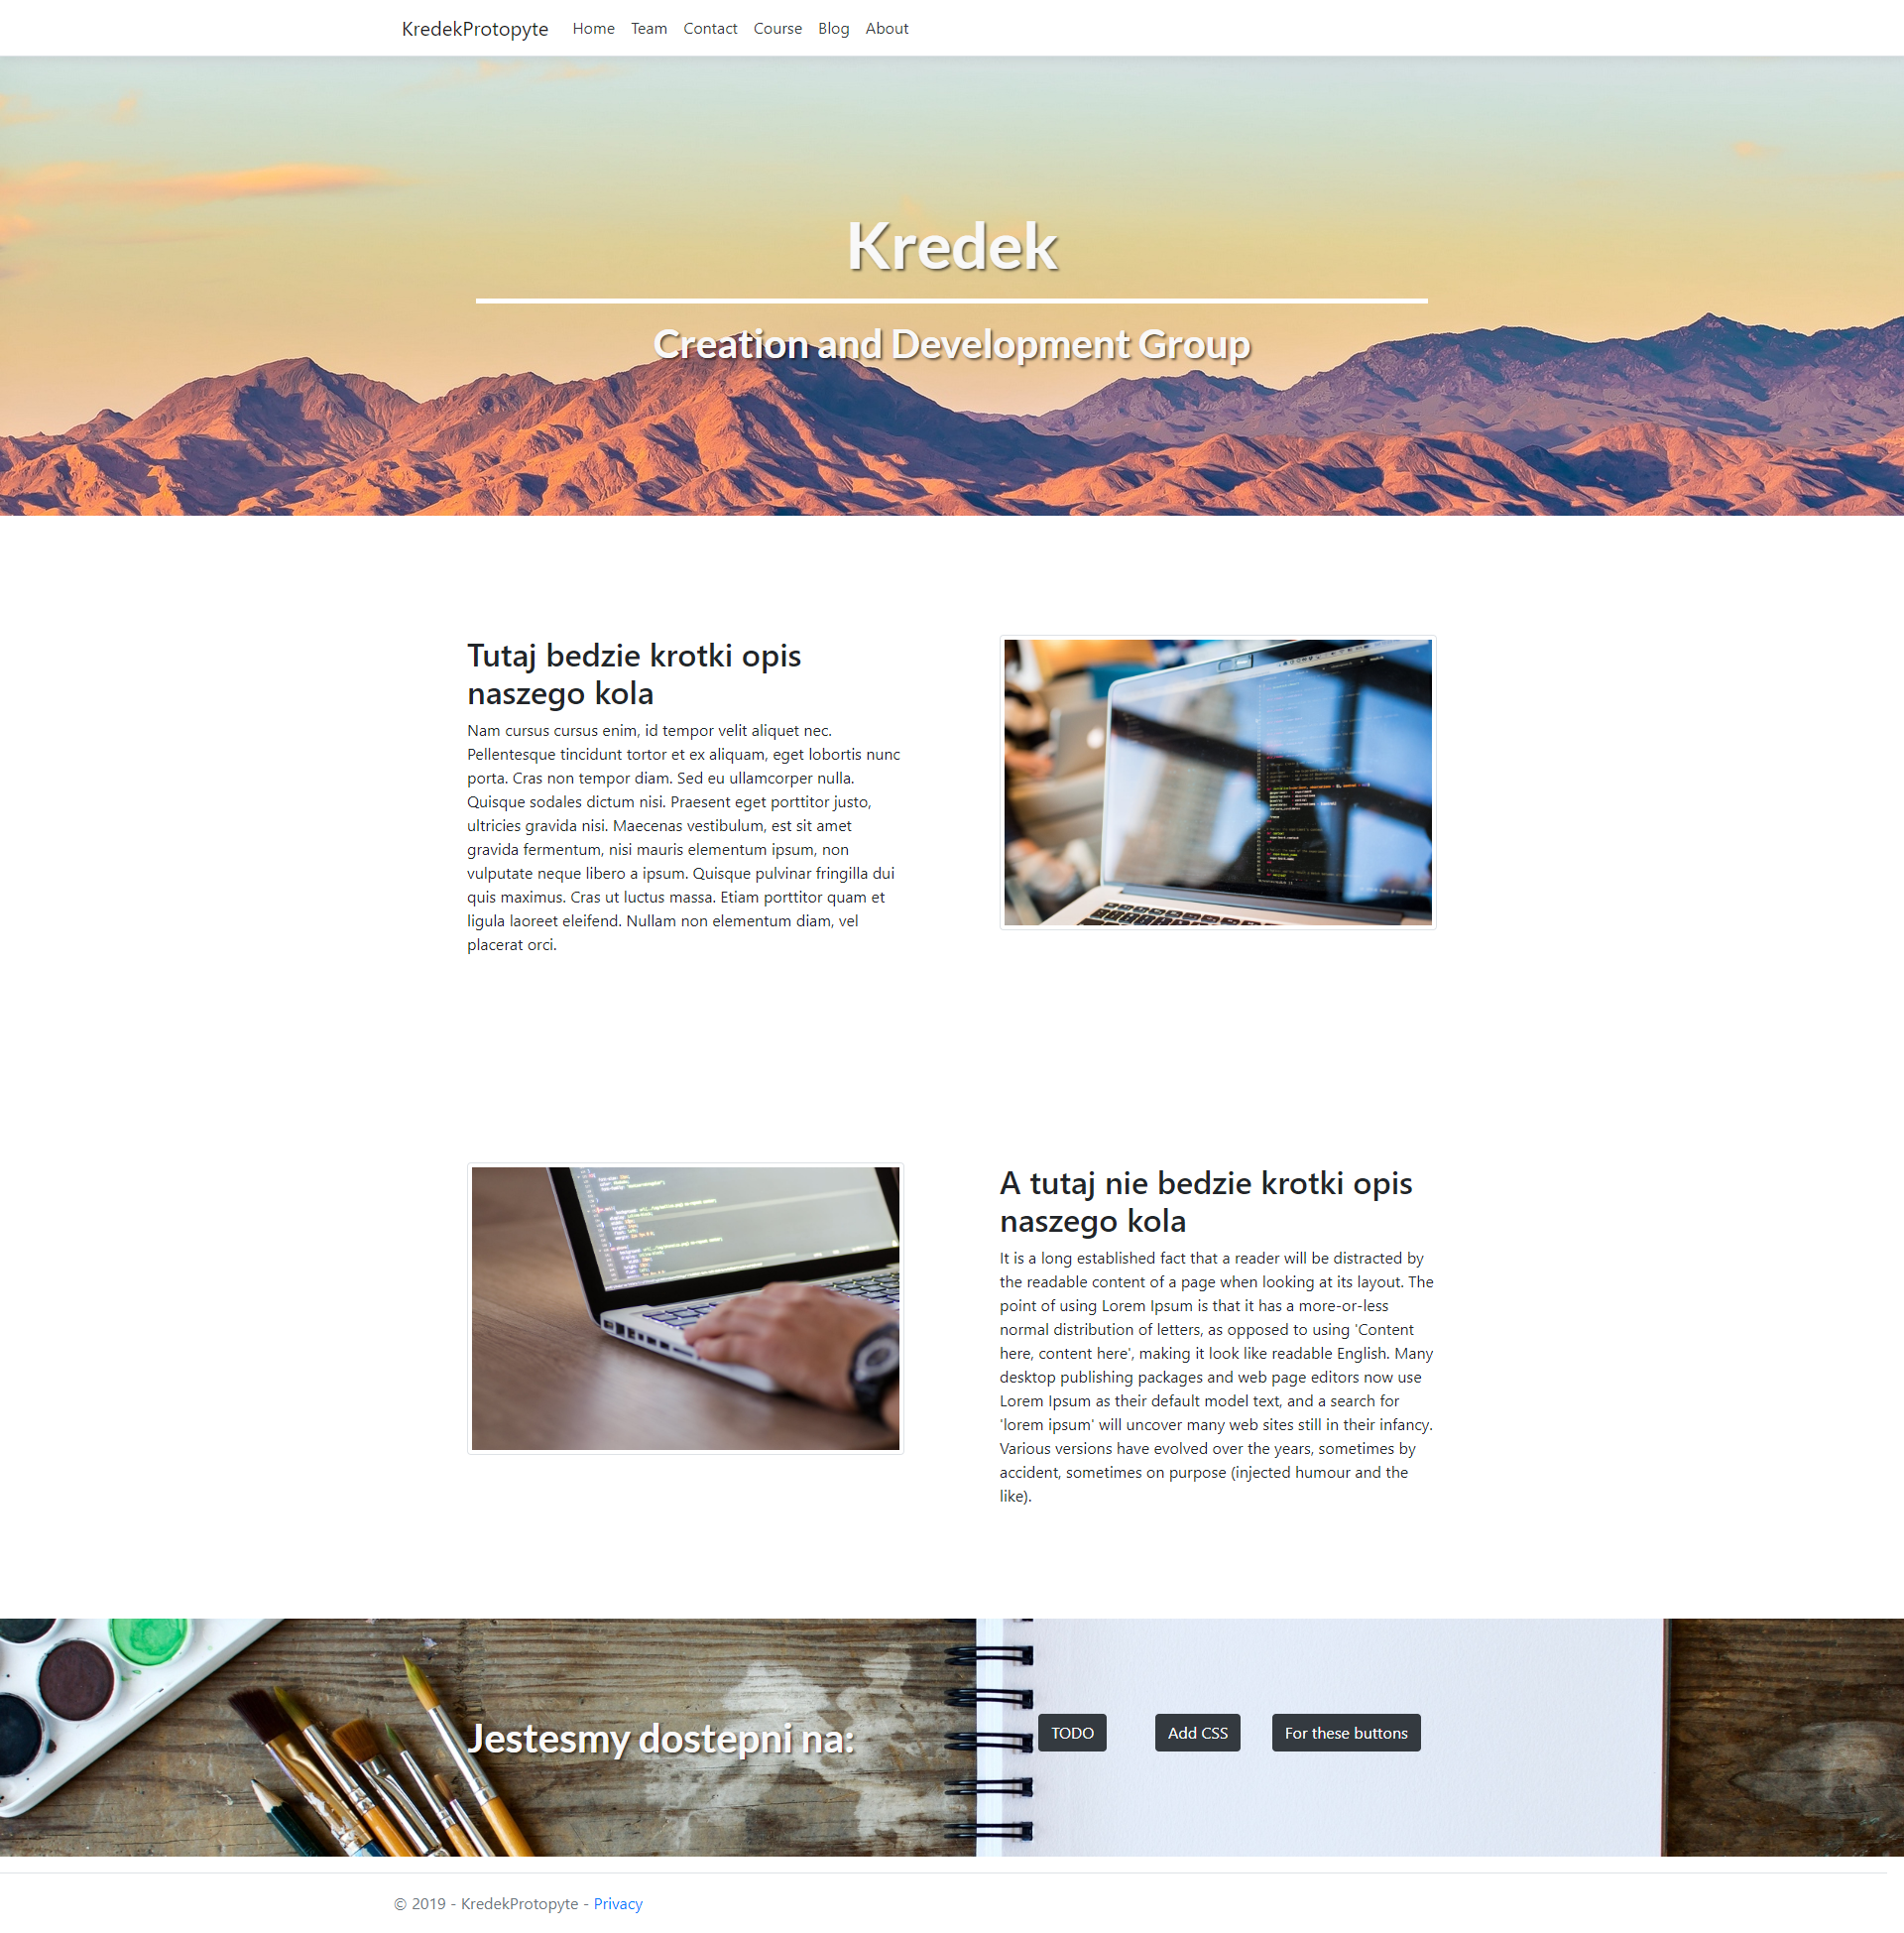 KredekProtopyte Home Team Contact Course Blog About
Kredek
Creation and Development Group
Tutaj bedzie krotki opis
naszego kola
Nam cursus cursus enim, id tempor velit aliquet nec.
Pellentesque tincidunt tortor et ex aliquam, eget lobortis nunc
porta. Cras non tempor diam. Sed eu ullamcorper nulla.
Quisque sodales dictum nisi. Praesent eget porttitor justo,
ultricies gravida nisi. Maecenas vestibulum, est sit amet
gravida fermentum, nisi mauris elementum ipsum, non
vulputate neque libero a ipsum. Quisque pulvinar fringilla dui
quis maximus. Cras ut luctus massa. Etiam porttitor quam et
ligula laoreet eleifend. Nullam non elementum diam, vel
placerat orci.
A tutaj nie bedzie krotki opis
naszego kola
It is a long established fact that a reader will be distracted by
the readable content of a page when looking at its layout. The
point of using Lorem Ipsum is that it has a more-or-less
normal distribution of letters, as opposed to using 'Content
here, content here', making it look like readable English. Many
desktop publishing packages and web page editors now use
Lorem Ipsum as their default model text, and a search for
'lorem ipsum' will uncover many web sites still in their infancy.
Various versions have evolved over the years, sometimes by
accident, sometimes on purpose (injected humour and the
like).
Jestesmy dostepni na:
TODO Add CSS For these buttons
© 2019 - KredekProtopyte - Privacy